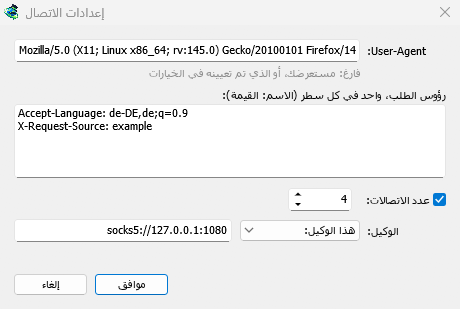 إعدادات الاتصال
User-Agent:
Mozilla/5.0 (X11; Linux x86_64; rv:145.0) Gecko/20100101 Firefox/14
فارغ: مستعرضك، أو الذي تم تعيينه في الخيارات
رؤوس الطلب، واحد في كل سطر (الاسم: القيمة):
Accept-Language: de-DE,de;q=0.9
X-Request-Source: example
عدد الاتصالات: 4
الوكيل: هذا الوكيل: socks5://127.0.0.1:1080
موافق إلغاء